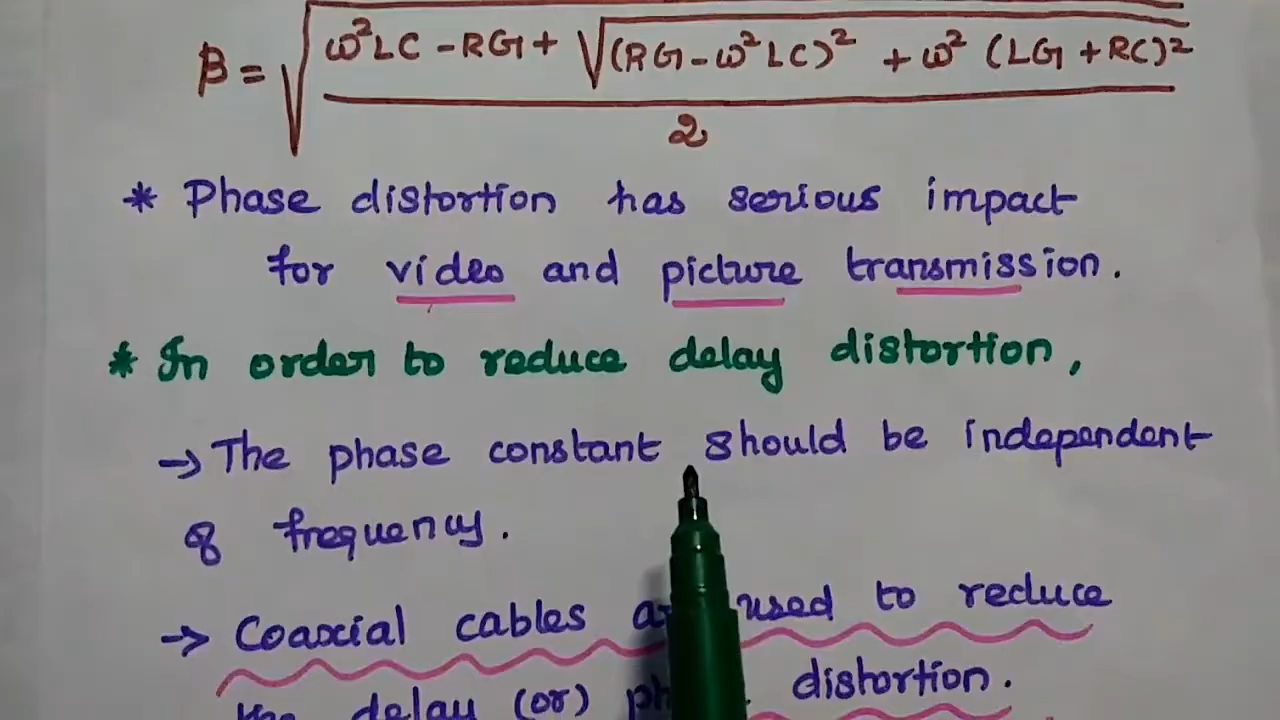 β = √(ω²LC - RG + √((RG - ω²LC)² + ω² (LG + RC)²) / 2)
* Phase distortion has serious impact
for video and picture transmission.
* In order to reduce delay distortion,
→ The phase constant should be independent
of frequency.
→ Coaxial cables used to reduce
the delay (or) distortion.